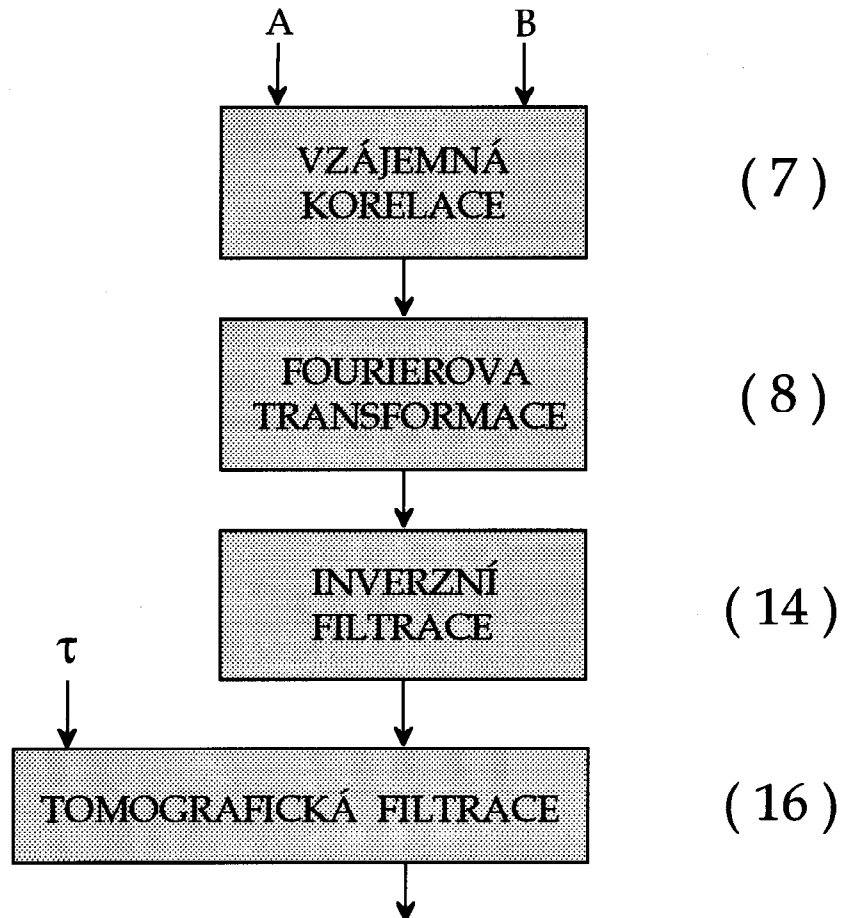 A B
VZÁJEMNÁ
KORELACE
( 7 )
FOURIEROVA
TRANSFORMACE
( 8 )
INVERZNÍ
FILTRACE
( 14 )
τ
TOMOGRAFICKÁ FILTRACE
( 16 )